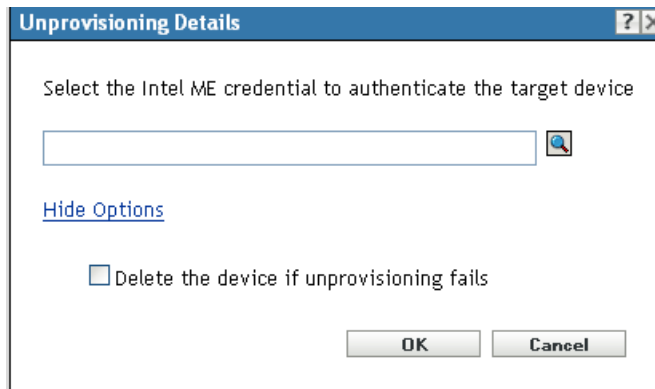 Unprovisioning Details ? X
Select the Intel ME credential to authenticate the target device
Hide Options
Delete the device if unprovisioning fails
OK Cancel